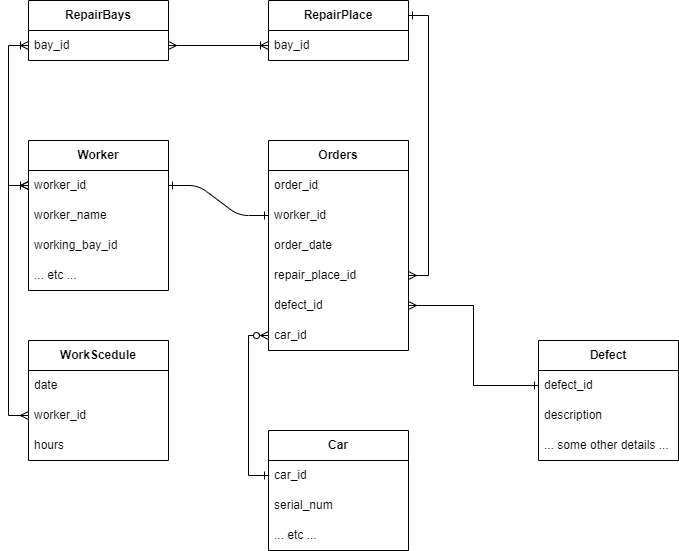 RepairBays
bay_id
RepairPlace
bay_id
Worker
worker_id
worker_name
working_bay_id
... etc ...
Orders
order_id
worker_id
order_date
repair_place_id
defect_id
car_id
WorkScedule
date
worker_id
hours
Defect
defect_id
description
... some other details ...
Car
car_id
serial_num
... etc ...